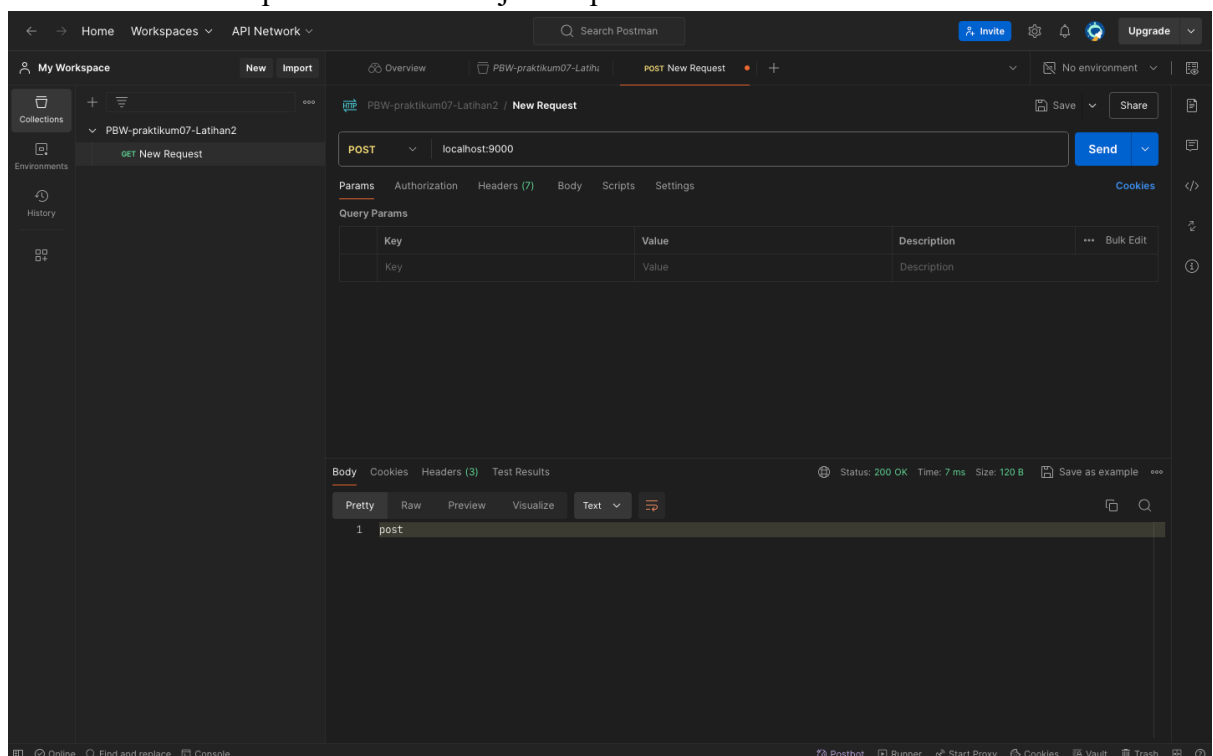 Home Workspaces API Network Search Postman Invite Upgrade
My Workspace New Import Overview PBW-praktikum07-Latih POST New Request No environment
Collections
PBW-praktikum07-Latihan2 / New Request Save Share
PBW-praktikum07-Latihan2
POST localhost:9000 Send
GET New Request
Environments
Params Authorization Headers (7) Body Scripts Settings Cookies
History
Query Params
Key Value Description Bulk Edit
Key Value Description
Body Cookies Headers (3) Test Results Status: 200 OK Time: 7 ms Size: 120 B Save as example
Pretty Raw Preview Visualize Text
1 post
Online Find and replace Console Postbot Runner Start Proxy Cookies Vault Trash